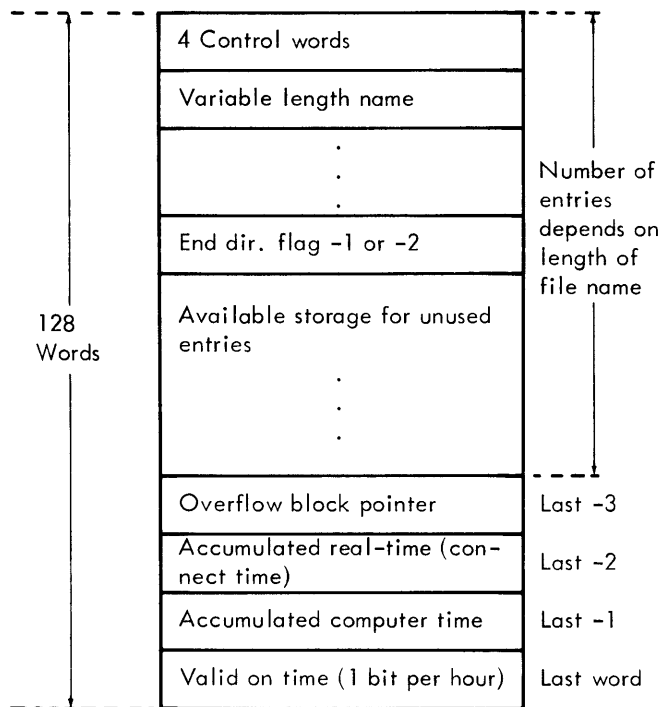 4 Control words
Variable length name
.
.
.
End dir. flag -1 or -2
Available storage for unused
entries
.
.
.
Overflow block pointer
Accumulated real-time (con-
nect time)
Accumulated computer time
Valid on time (1 bit per hour)
128
Words
Number of
entries
depends on
length of
file name
Last -3
Last -2
Last -1
Last word